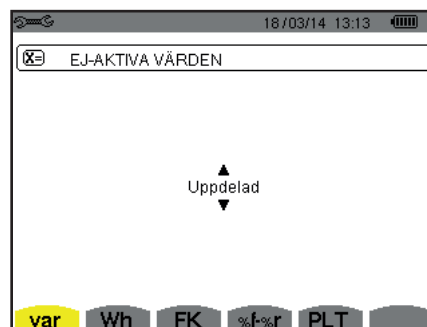 18/03/14 13:13
X= EJ-AKTIVA VÄRDEN
Uppdelad
var Wh FK %f-%r PLT